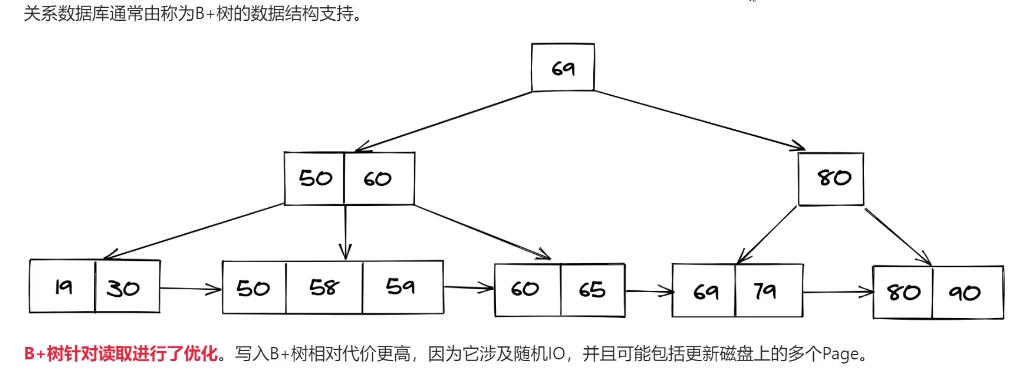 关系数据库通常由称为B+树的数据结构支持。
69
50 60
80
19 30
50 58 59
60 65
69 79
80 90
B+树针对读取进行了优化。写入B+树相对代价更高，因为它涉及随机IO，并且可能包括更新磁盘上的多个Page。